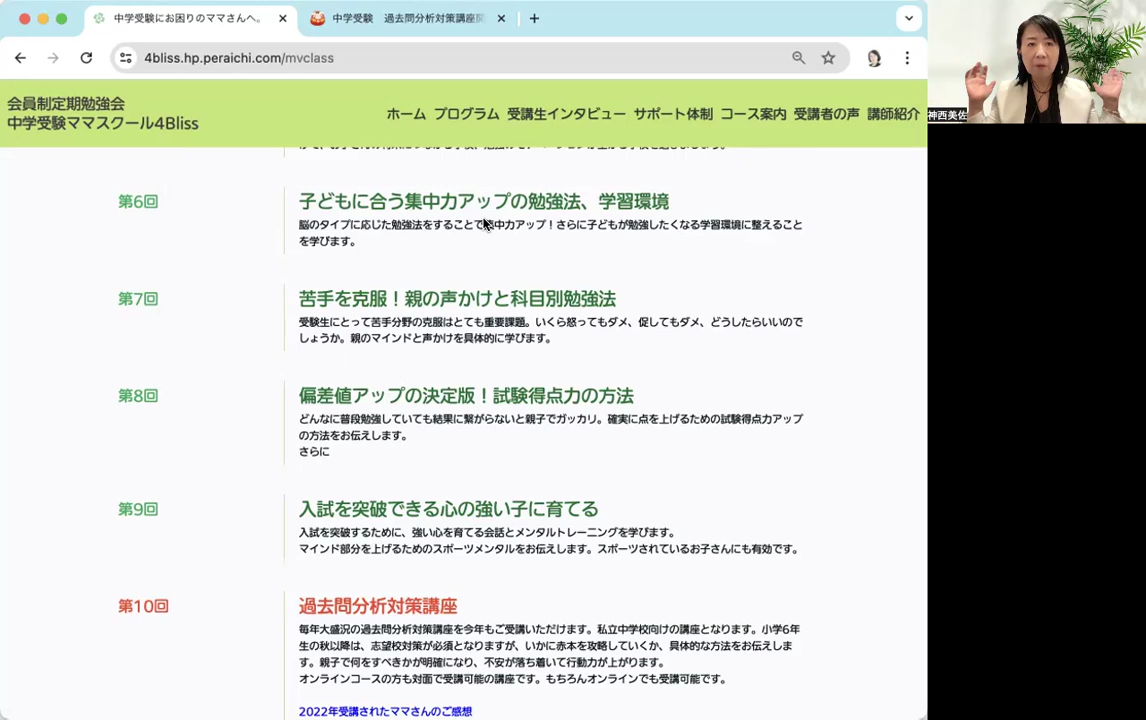 中学受験にお困りのママさんへ。
中学受験 過去問分析対策講座
4bliss.hp.peraichi.com/mvclass
会員制定期勉強会
中学受験ママスクール4Bliss
ホーム プログラム 受講生インタビュー サポート体制 コース案内 受講者の声 講師紹介
神西美佐
第6回
子どもに合う集中力アップの勉強法、学習環境
脳のタイプに応じた勉強法をすることで集中力アップ！さらに子どもが勉強したくなる学習環境に整えること
を学びます。
第7回
苦手を克服！親の声かけと科目別勉強法
受験生にとって苦手分野の克服はとても重要課題。いくら怒ってもダメ、促してもダメ、どうしたらいいので
しょうか。親のマインドと声かけを具体的に学びます。
第8回
偏差値アップの決定版！試験得点力の方法
どんなに普段勉強していても結果に繋がらないと親子でガッカリ。確実に点を上げるための試験得点力アップ
の方法をお伝えします。
さらに
第9回
入試を突破できる心の強い子に育てる
入試を突破するために、強い心を育てる会話とメンタルトレーニングを学びます。
マインド部分を上げるためのスポーツメンタルをお伝えします。スポーツされているお子さんにも有効です。
第10回
過去問分析対策講座
毎年大盛況の過去問分析対策講座を今年もご受講いただけます。私立中学校向けの講座となります。小学6年
生の秋以降は、志望校対策が必須となりますが、いかに赤本を攻略していくか、具体的な方法をお伝えしま
す。親子で何をすべきかが明確になり、不安が落ち着いて行動力が上がります。
オンラインコースの方も対面で受講可能の講座です。もちろんオンラインでも受講可能です。
2022年受講されたママさんのご感想